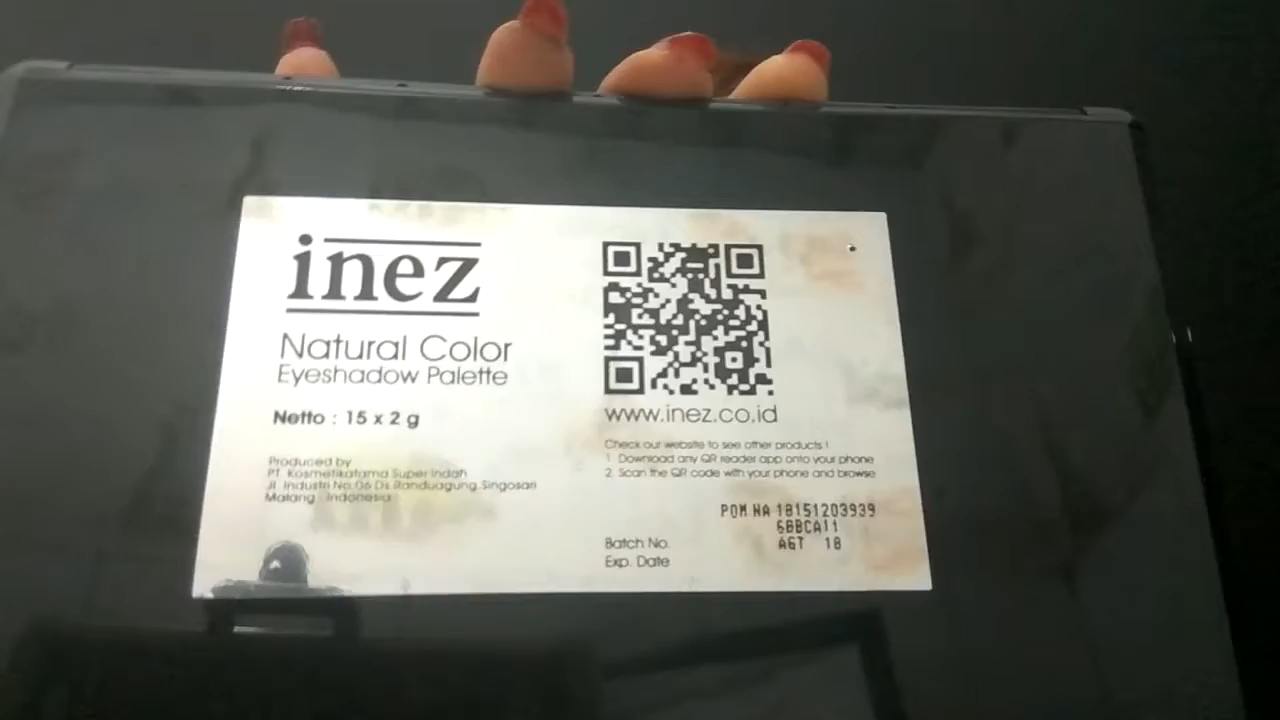 inez
Natural Color
Eyeshadow Palette
Netto : 15 x 2 g
Produced by
PT. Kosmetikatama Super Indah
Jl. Industri No.06 Ds. Randuagung Singosari
Malang Indonesia
www.inez.co.id
Check our website to see other products !
1. Download any QR reader app onto your phone
2. Scan the QR code with your phone and browse
POM NA 18151203939
6BBCA11
Batch No.
AGT 18
Exp. Date